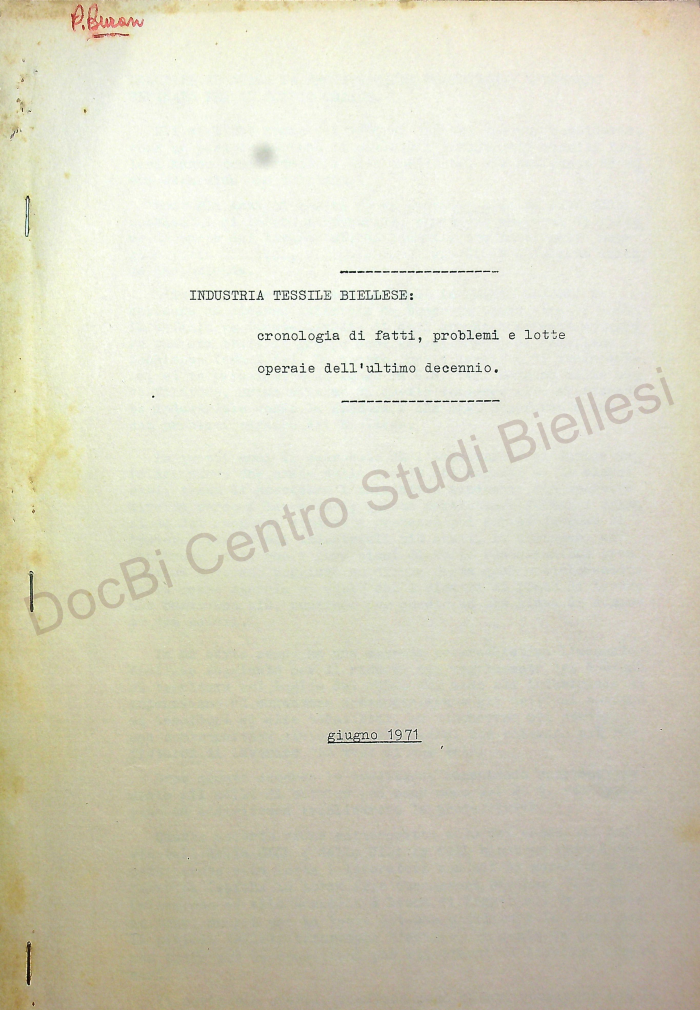 P. Buran
-------------------
INDUSTRIA TESSILE BIELLESE:
cronologia di fatti, problemi e lotte
operaie dell'ultimo decennio.
-------------------
DocBi Centro Studi Biellesi
giugno 1971